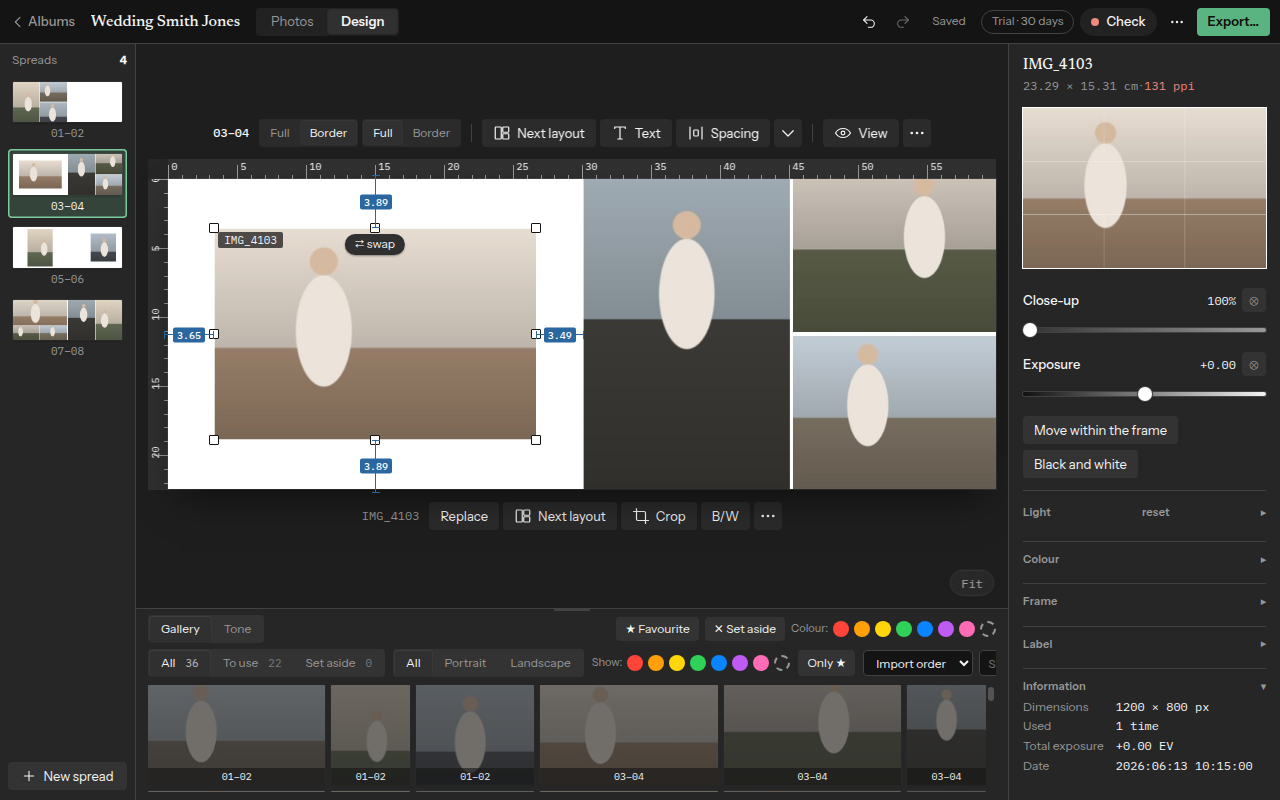 Albums
Wedding Smith Jones
Photos Design
Saved
Trial·30 days
Check
Export...
Spreads 4
01–02
03–04
05–06
07–08
New spread
03–04 Full Border Full Border Next layout Text Spacing View
0 5 10 15 20 25 30 35 40 45 50 55
0 5 10 15 20
IMG_4103
3.89
swap
3.65
3.49
3.89
IMG_4103 Replace Next layout Crop B/W
Fit
Gallery Tone
★ Favourite ✕ Set aside Colour:
All 36 To use 22 Set aside 0 All Portrait Landscape Show: Only ★ Import order
01–02 01–02 01–02 03–04 03–04 03–04
IMG_4103
23.29 × 15.31 cm·131 ppi
Close-up 100%
Exposure +0.00
Move within the frame
Black and white
Light reset
Colour
Frame
Label
Information
Dimensions 1200 × 800 px
Used 1 time
Total exposure +0.00 EV
Date 2026:06:13 10:15:00